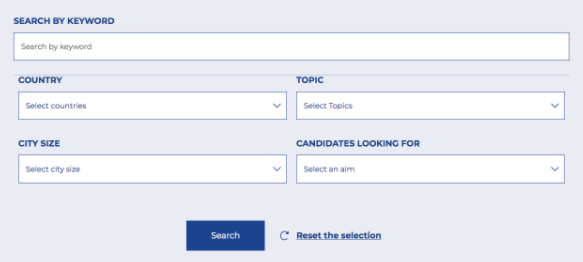 SEARCH BY KEYWORD
Search by keyword
COUNTRY
Select countries
TOPIC
Select Topics
CITY SIZE
Select city size
CANDIDATES LOOKING FOR
Select an aim
Search
Reset the selection